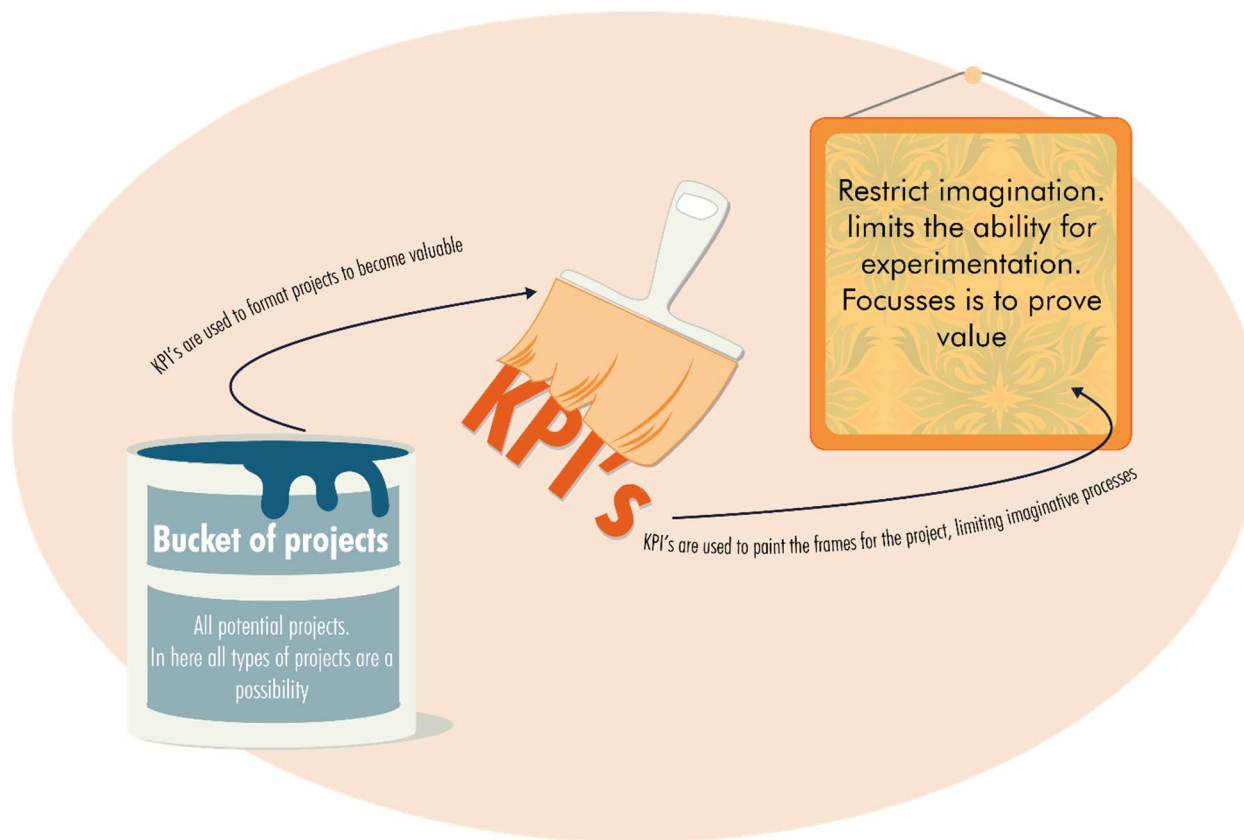 KPI's are used to format projects to become valuable
KPI's
Restrict imagination.
limits the ability for
experimentation.
Focusses is to prove
value
KPI's are used to paint the frames for the project, limiting imaginative processes
Bucket of projects
All potential projects.
In here all types of projects are a
possibility